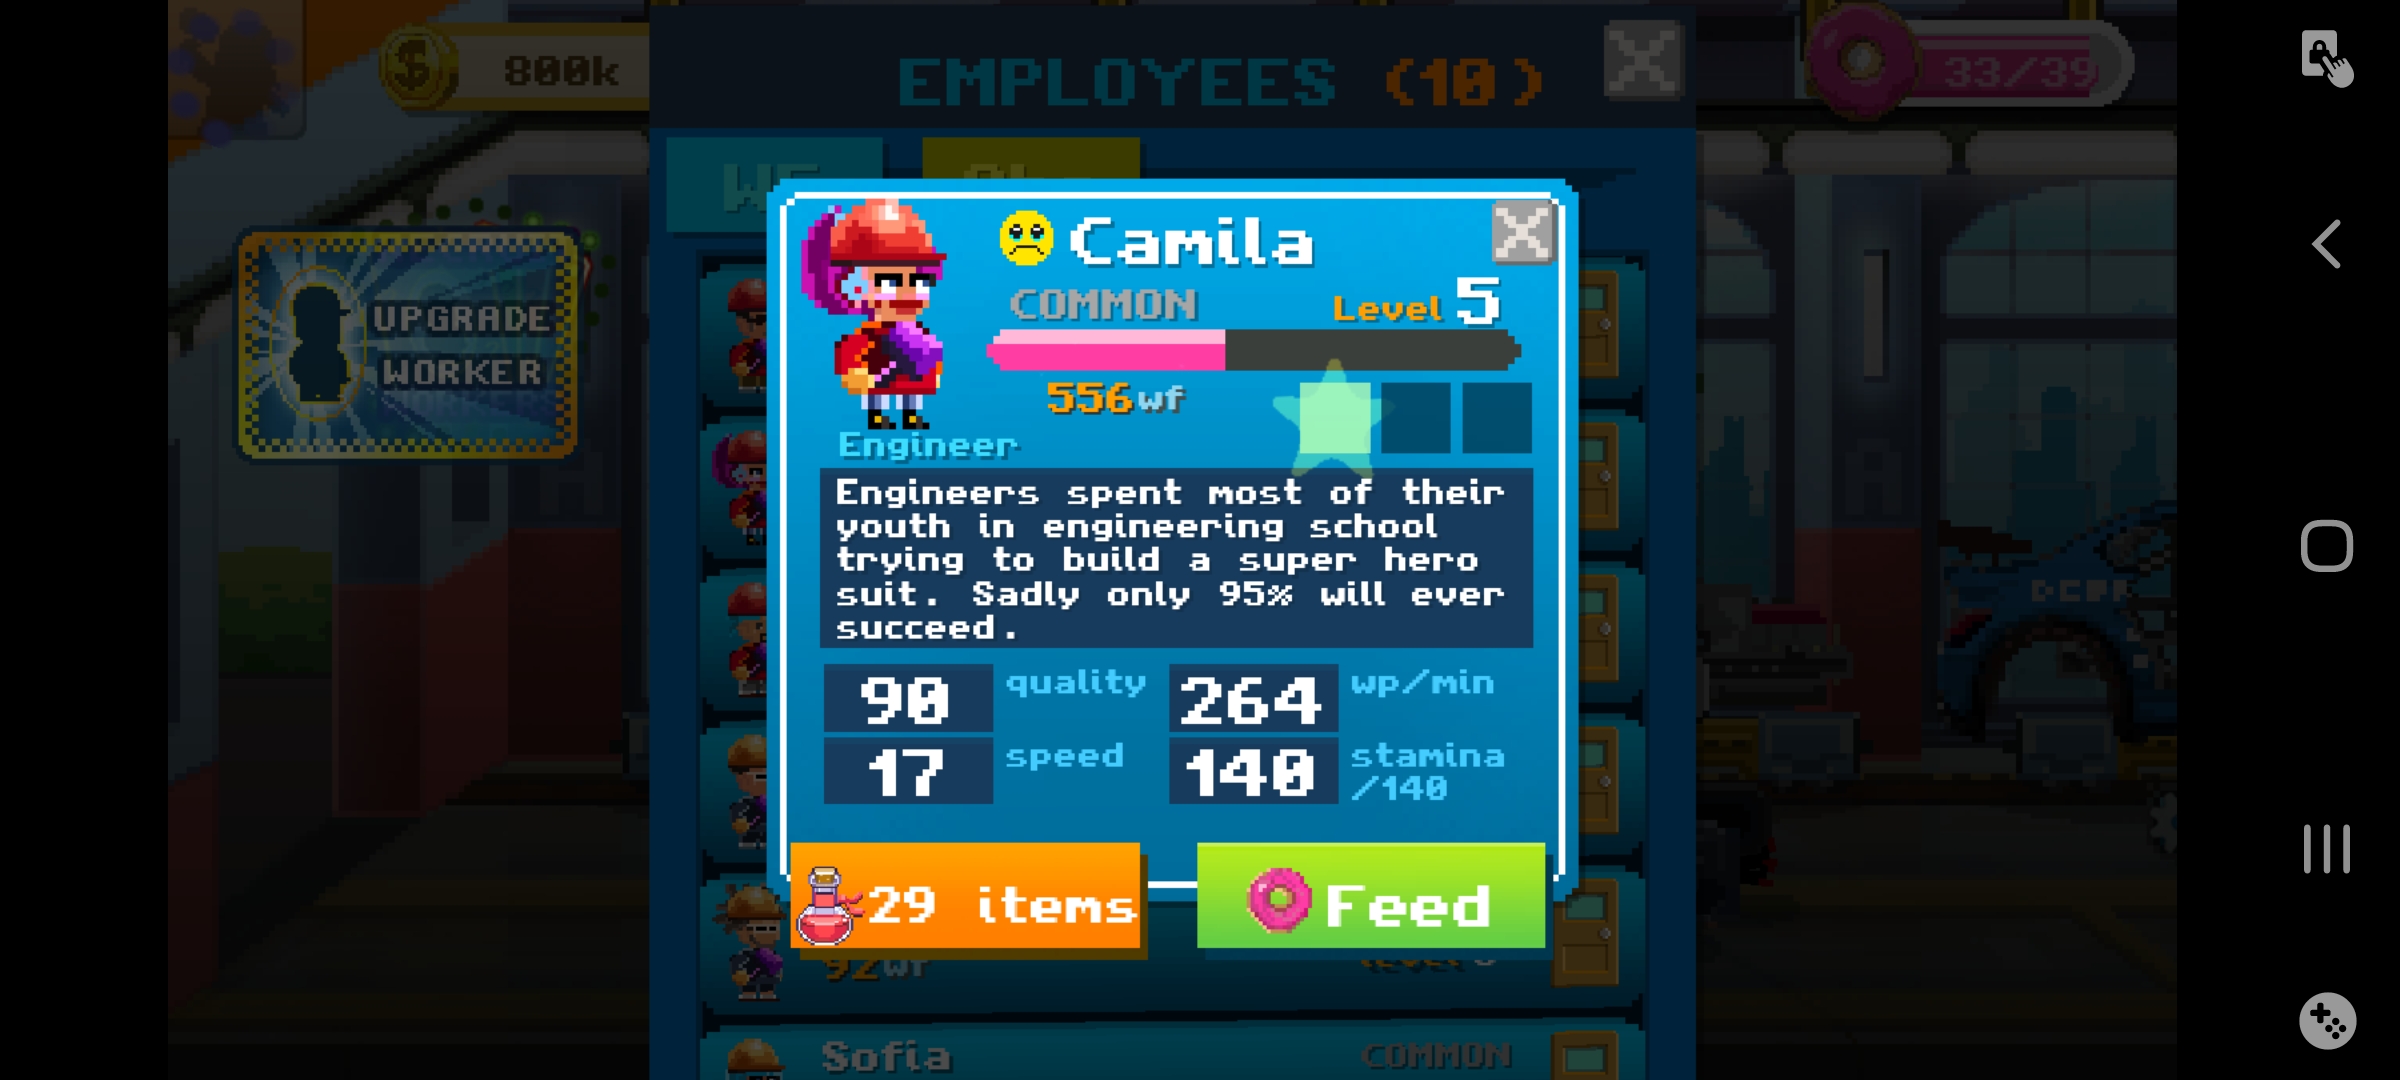 800k
EMPLOYEES (10)
33/39
WF
UPGRADE
WORKER
Camila
COMMON
Level 5
556wf
Engineer
Engineers spent most of their
youth in engineering school
trying to build a super hero
suit. Sadly only 95% will ever
succeed.
90 quality
264 wp/min
17 speed
140 stamina
/140
29 items
Feed
92wf
Sofia
COMMON